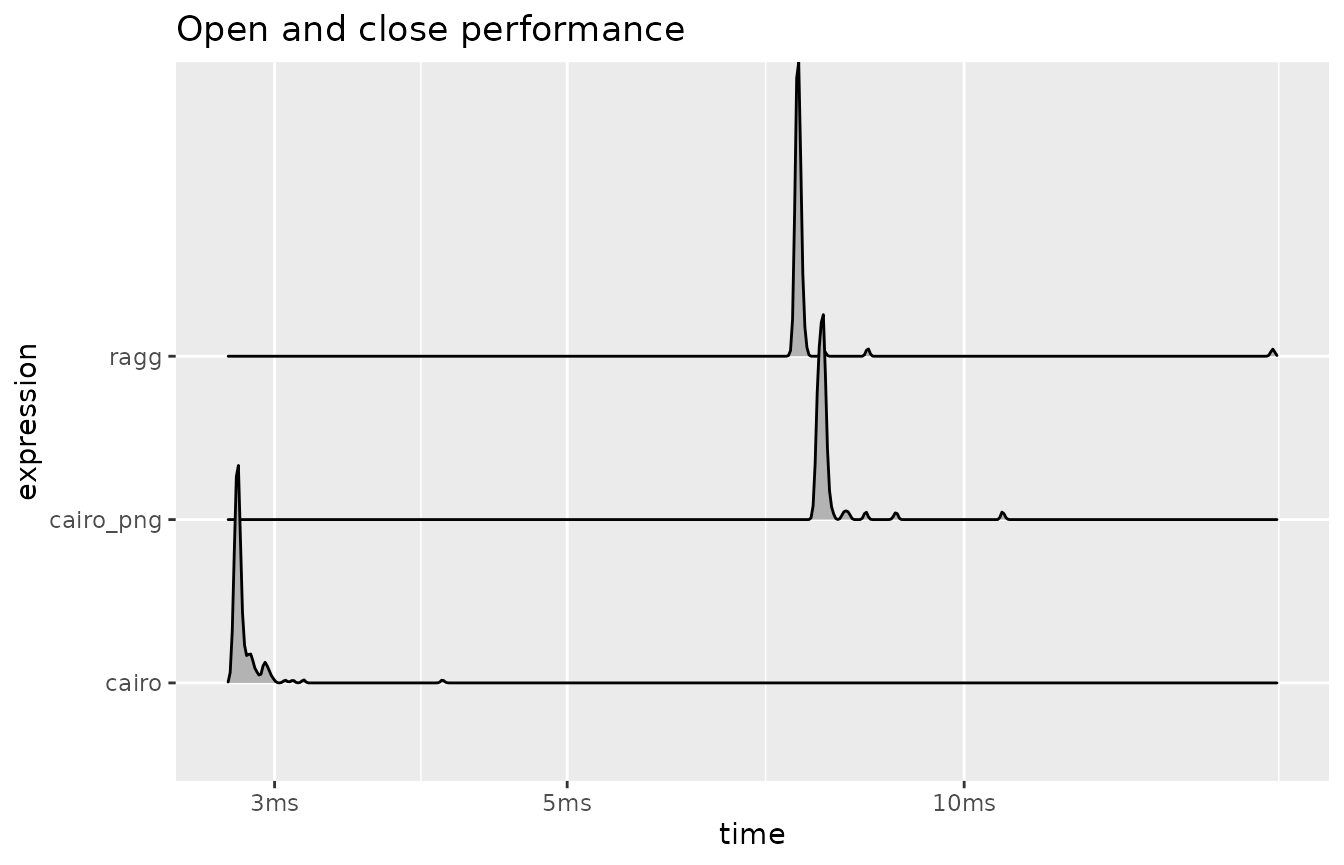 Open and close performance
expression
ragg
cairo_png
cairo
3ms 5ms 10ms
time